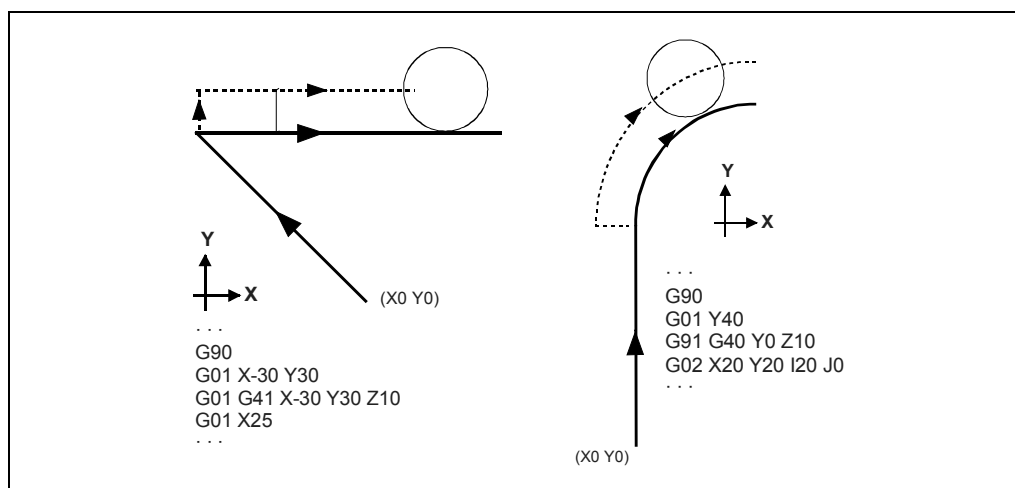 Y
X
(X0 Y0)
. . .
G90
G01 X-30 Y30
G01 G41 X-30 Y30 Z10
G01 X25
. . .
Y
X
. . .
G90
G01 Y40
G91 G40 Y0 Z10
G02 X20 Y20 I20 J0
. . .
(X0 Y0)